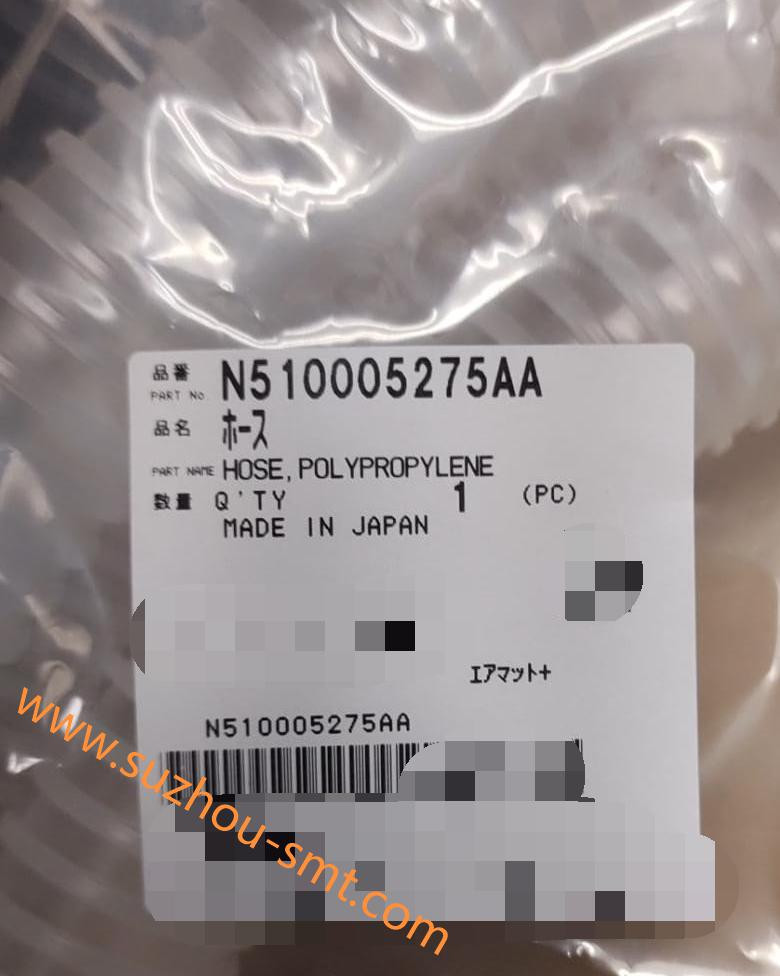 品番
PART No. N510005275AA
品名 ホース
PART NAME HOSE, POLYPROPYLENE
数量 Q'TY 1 (PC)
MADE IN JAPAN
エアマット+
N510005275AA
www.suzhou-smt.com